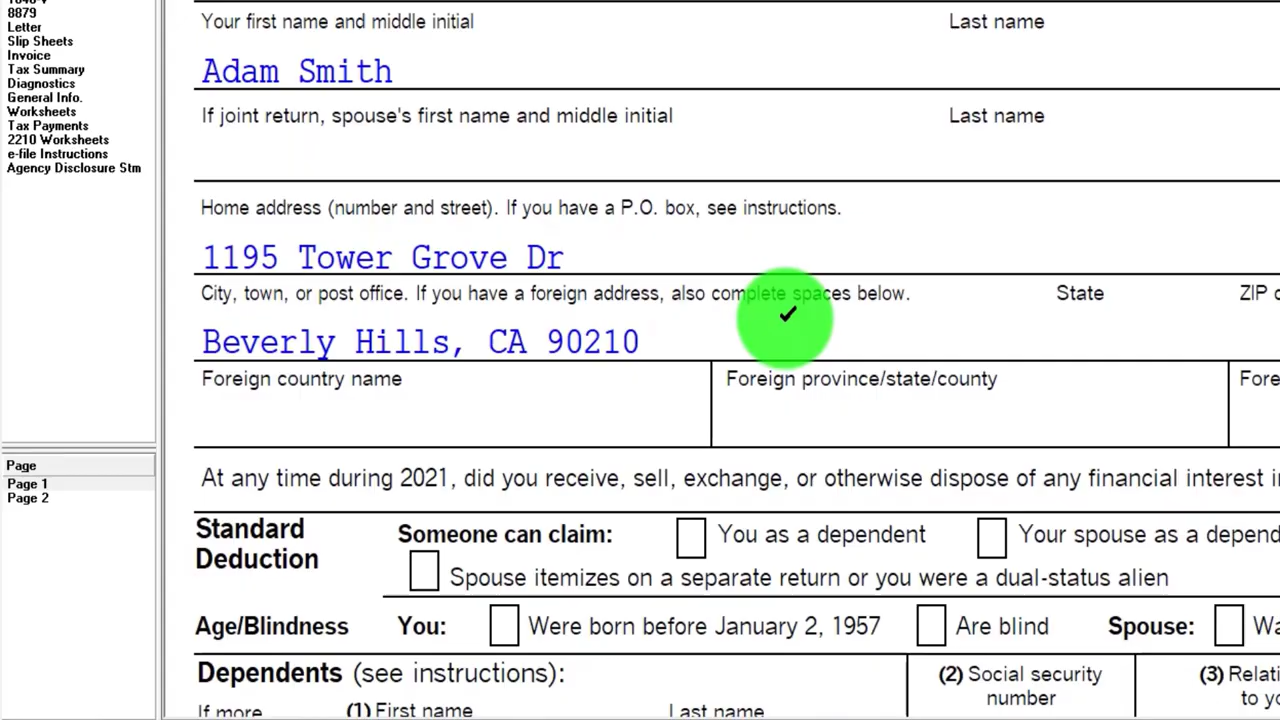 8879
Letter
Slip Sheets
Invoice
Tax Summary
Diagnostics
General Info.
Worksheets
Tax Payments
2210 Worksheets
e-file Instructions
Agency Disclosure Stm
Page
Page 1
Page 2
Your first name and middle initial Last name
Adam Smith
If joint return, spouse's first name and middle initial Last name
Home address (number and street). If you have a P.O. box, see instructions.
1195 Tower Grove Dr
City, town, or post office. If you have a foreign address, also complete spaces below. State ZIP
Beverly Hills, CA 90210
Foreign country name Foreign province/state/county
At any time during 2021, did you receive, sell, exchange, or otherwise dispose of any financial interest
Standard Deduction
Someone can claim: You as a dependent Your spouse as a
Spouse itemizes on a separate return or you were a dual-status alien
Age/Blindness You: Were born before January 2, 1957 Are blind Spouse:
Dependents (see instructions):
(2) Social security number
(3)
If more (1) First name Last name
to